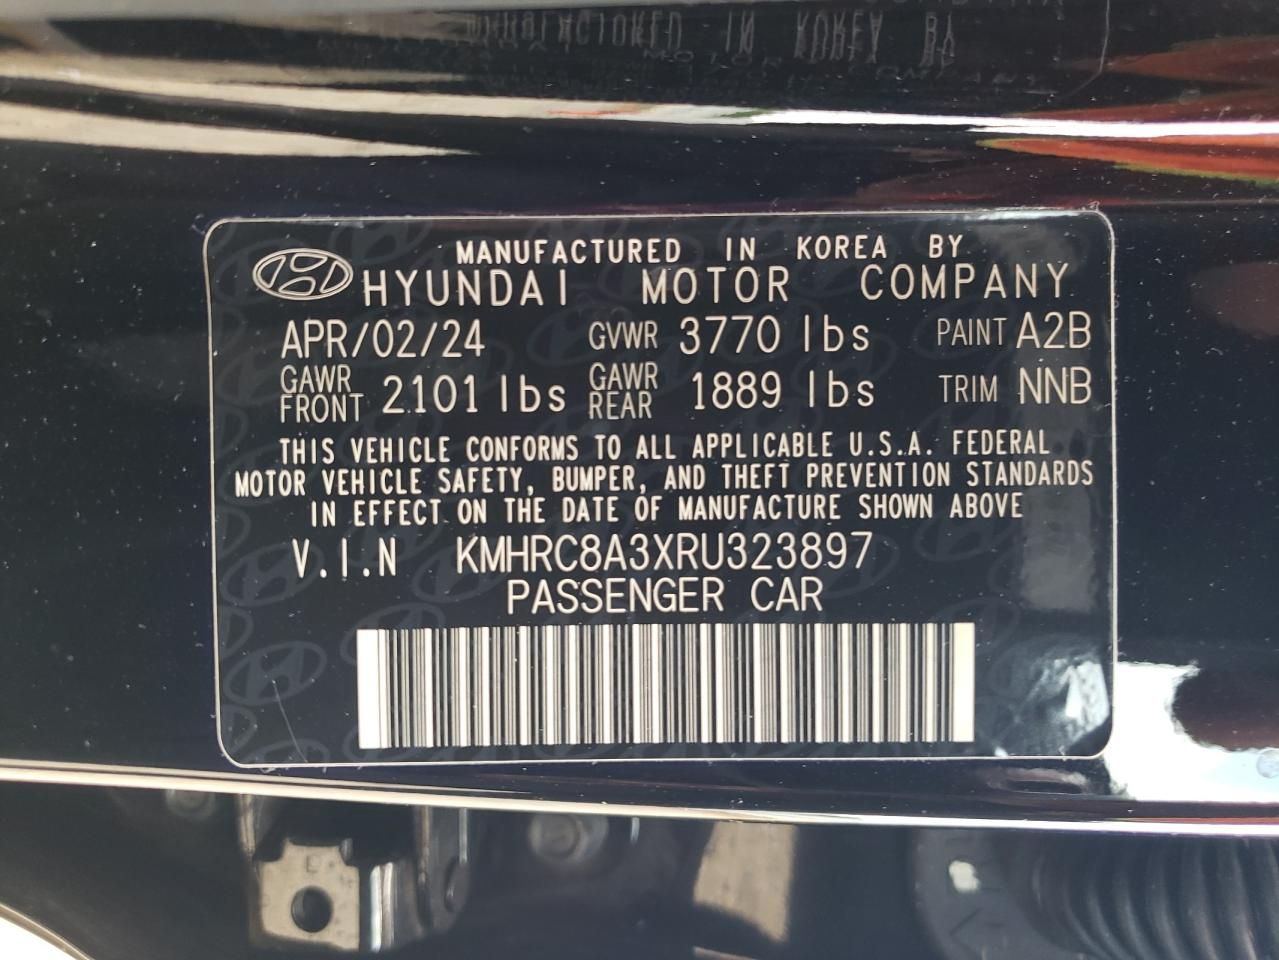 MANUFACTURED IN KOREA BY
HYUNDAI MOTOR COMPANY
APR/02/24 GVWR 3770 lbs PAINT A2B
GAWR FRONT 2101 lbs GAWR REAR 1889 lbs TRIM NNB
THIS VEHICLE CONFORMS TO ALL APPLICABLE U.S.A. FEDERAL
MOTOR VEHICLE SAFETY, BUMPER, AND THEFT PREVENTION STANDARDS
IN EFFECT ON THE DATE OF MANUFACTURE SHOWN ABOVE
V.I.N KMHRC8A3XRU323897
PASSENGER CAR